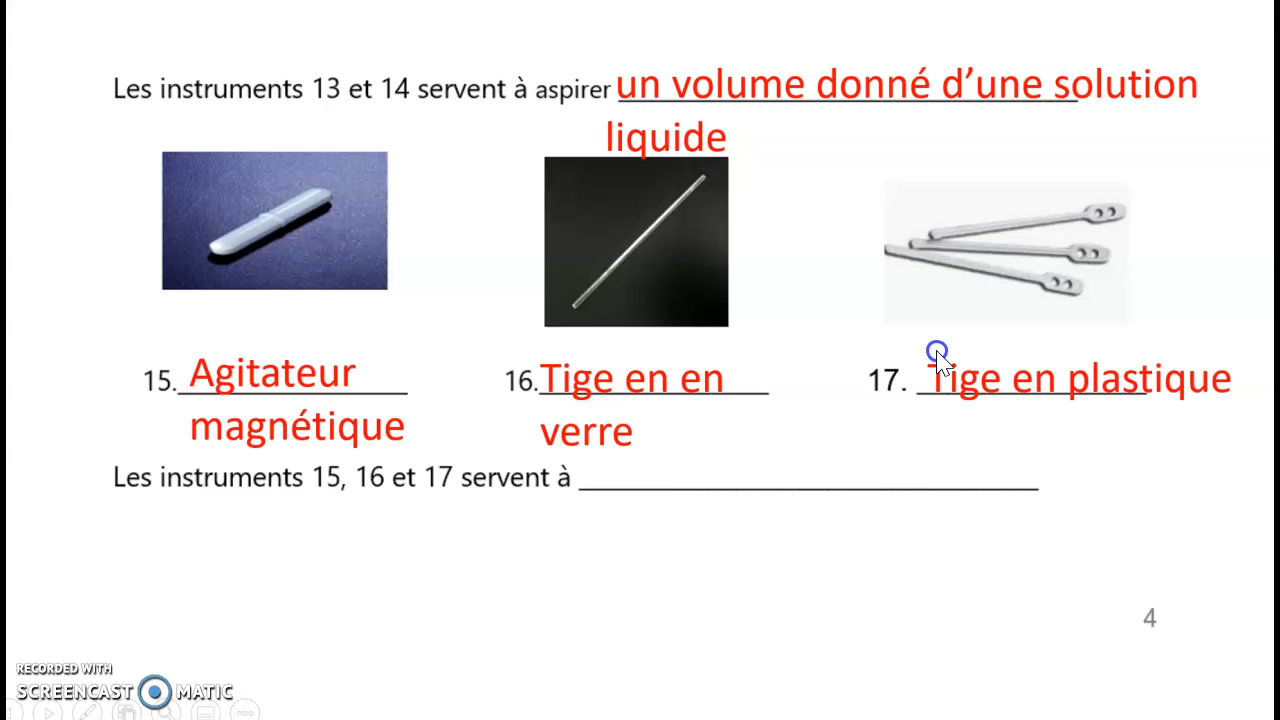 Les instruments 13 et 14 servent à aspirer un volume donné d’une solution
liquide
15. Agitateur
magnétique
16. Tige en en
verre
17. Tige en plastique
Les instruments 15, 16 et 17 servent à
4
RECORDED WITH
SCREENCAST MATIC